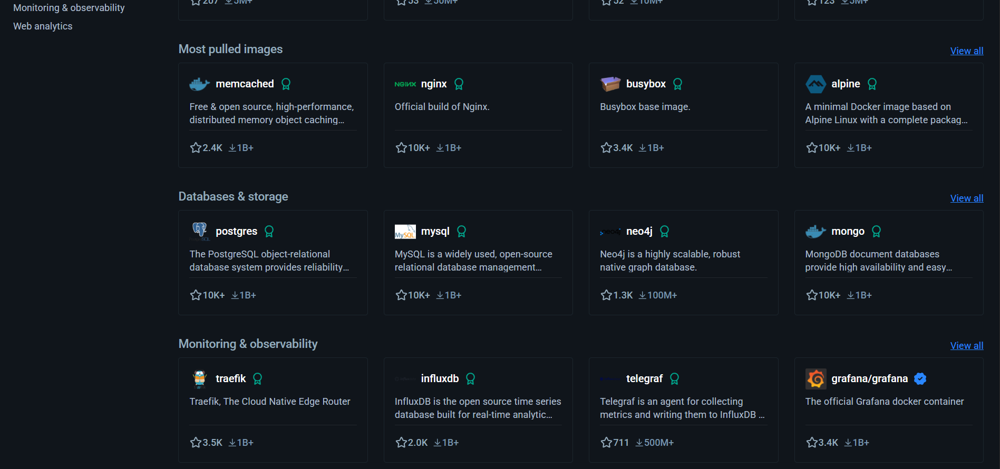 Monitoring & observability
Web analytics
207 5M+
53 50M+
52 10M+
123 5M+
Most pulled images
View all
memcached
Free & open source, high-performance,
distributed memory object caching...
2.4K 1B+
NGINX nginx
Official build of Nginx.
10K+ 1B+
busybox
Busybox base image.
3.4K 1B+
alpine
A minimal Docker image based on
Alpine Linux with a complete packag...
10K+ 1B+
Databases & storage
View all
postgres
The PostgreSQL object-relational
database system provides reliability...
10K+ 1B+
MySQL mysql
MySQL is a widely used, open-source
relational database management...
10K+ 1B+
neo4j neo4j
Neo4j is a highly scalable, robust
native graph database.
1.3K 100M+
mongo
MongoDB document databases
provide high availability and easy...
10K+ 1B+
Monitoring & observability
View all
traefik
Traefik, The Cloud Native Edge Router
3.5K 1B+
influxdb
InfluxDB is the open source time series
database built for real-time analytic...
2.0K 1B+
telegraf
Telegraf is an agent for collecting
metrics and writing them to InfluxDB ...
711 500M+
grafana/grafana
The official Grafana docker container
3.4K 1B+